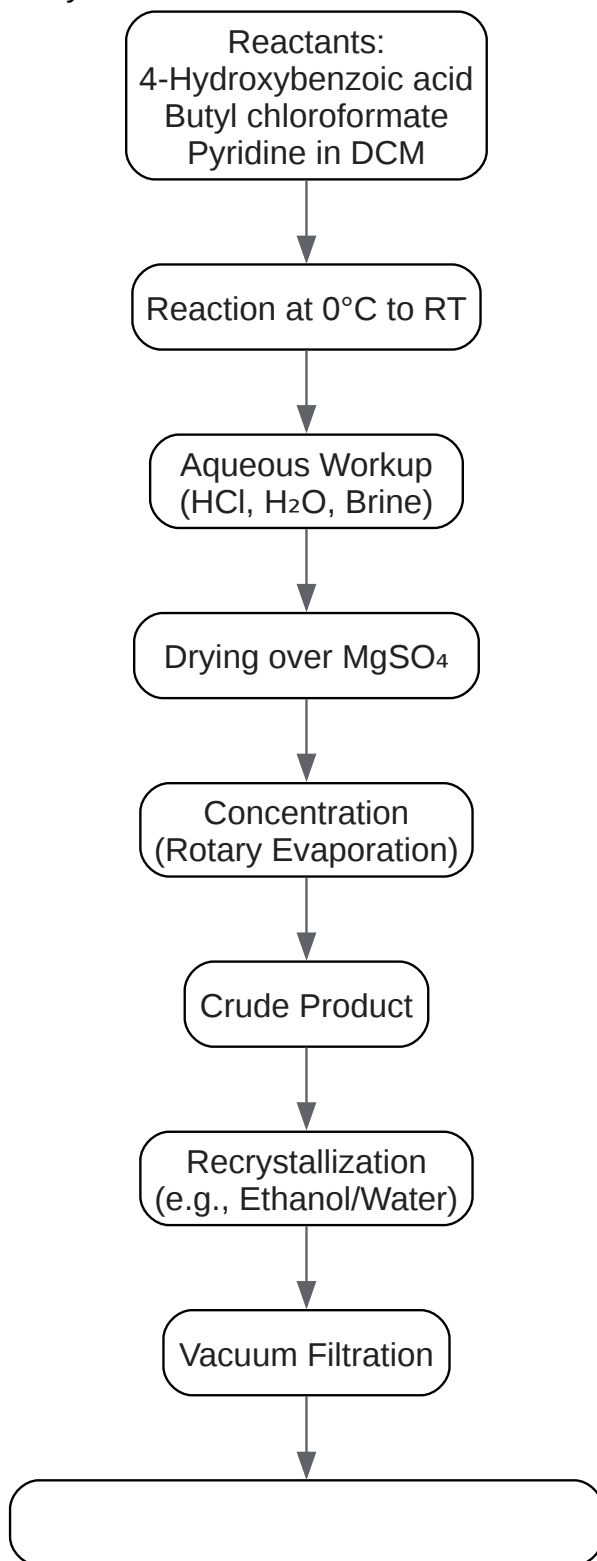 Reactants:
4-Hydroxybenzoic acid
Butyl chloroformate
Pyridine in DCM
Reaction at 0°C to RT
Aqueous Workup
(HCl, H₂O, Brine)
Drying over MgSO₄
Concentration
(Rotary Evaporation)
Crude Product
Recrystallization
(e.g., Ethanol/Water)
Vacuum Filtration